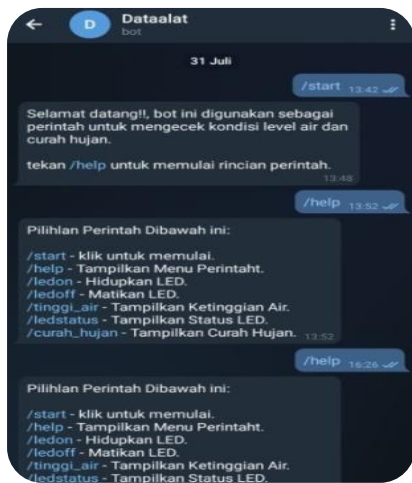 D
Dataalat
bot
31 Juli
/start 13:42
Selamat datang!!, bot ini digunakan sebagai
perintah untuk mengecek kondisi level air dan
curah hujan.
tekan /help untuk memulai rincian perintah.
13:48
/help 13:52
Pilihlan Perintah Dibawah ini:
/start - klik untuk memulai.
/help - Tampilkan Menu Perintaht.
/ledon - Hidupkan LED.
/ledoff - Matikan LED.
/tinggi_air - Tampilkan Ketinggian Air.
/ledstatus - Tampilkan Status LED.
/curah_hujan - Tampilkan Curah Hujan. 13:52
/help 16:26
Pilihlan Perintah Dibawah ini:
/start - klik untuk memulai.
/help - Tampilkan Menu Perintaht.
/ledon - Hidupkan LED.
/ledoff - Matikan LED.
/tinggi_air - Tampilkan Ketinggian Air.
/ledstatus - Tampilkan Status LED.